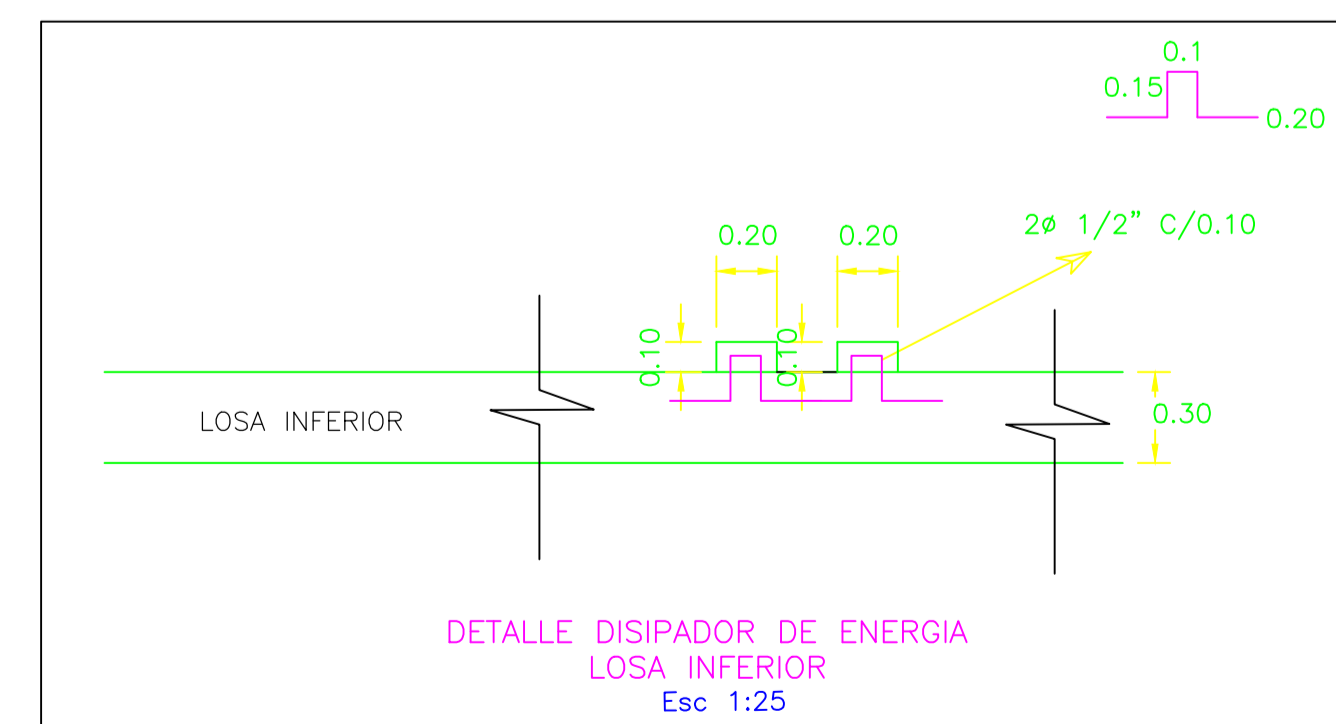 0.1
0.15
0.20
2ø 1/2” C/0.10
0.20
0.20
0.10
0.10
0.30
LOSA INFERIOR
DETALLE DISIPADOR DE ENERGIA
LOSA INFERIOR
Esc 1:25